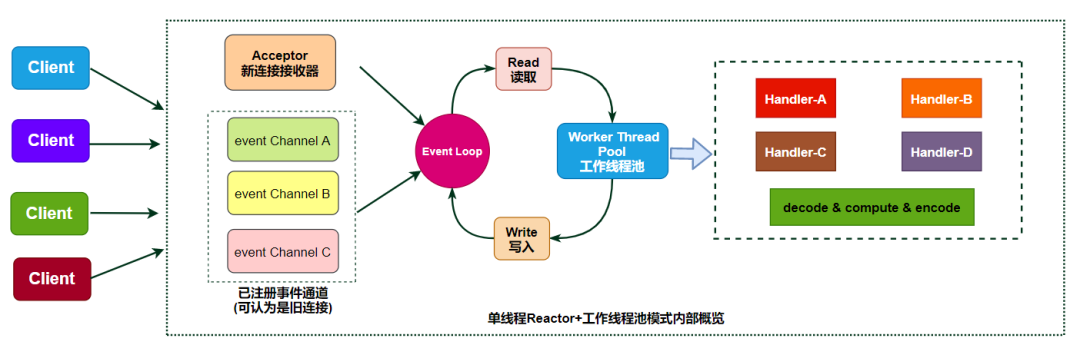 Client
Client
Client
Client
Acceptor
新连接接收器
event Channel A
event Channel B
event Channel C
已注册事件通道
(可认为是旧连接)
Event Loop
Read
读取
Worker Thread
Pool
工作线程池
Write
写入
Handler-A
Handler-B
Handler-C
Handler-D
decode & compute & encode
单线程Reactor+工作线程池模式内部概览